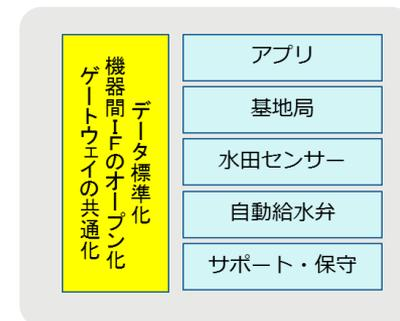 データ標準化
機器間IFのオープン化
ゲートウェイの共通化
アプリ
基地局
水田センサー
自動給水弁
サポート・保守